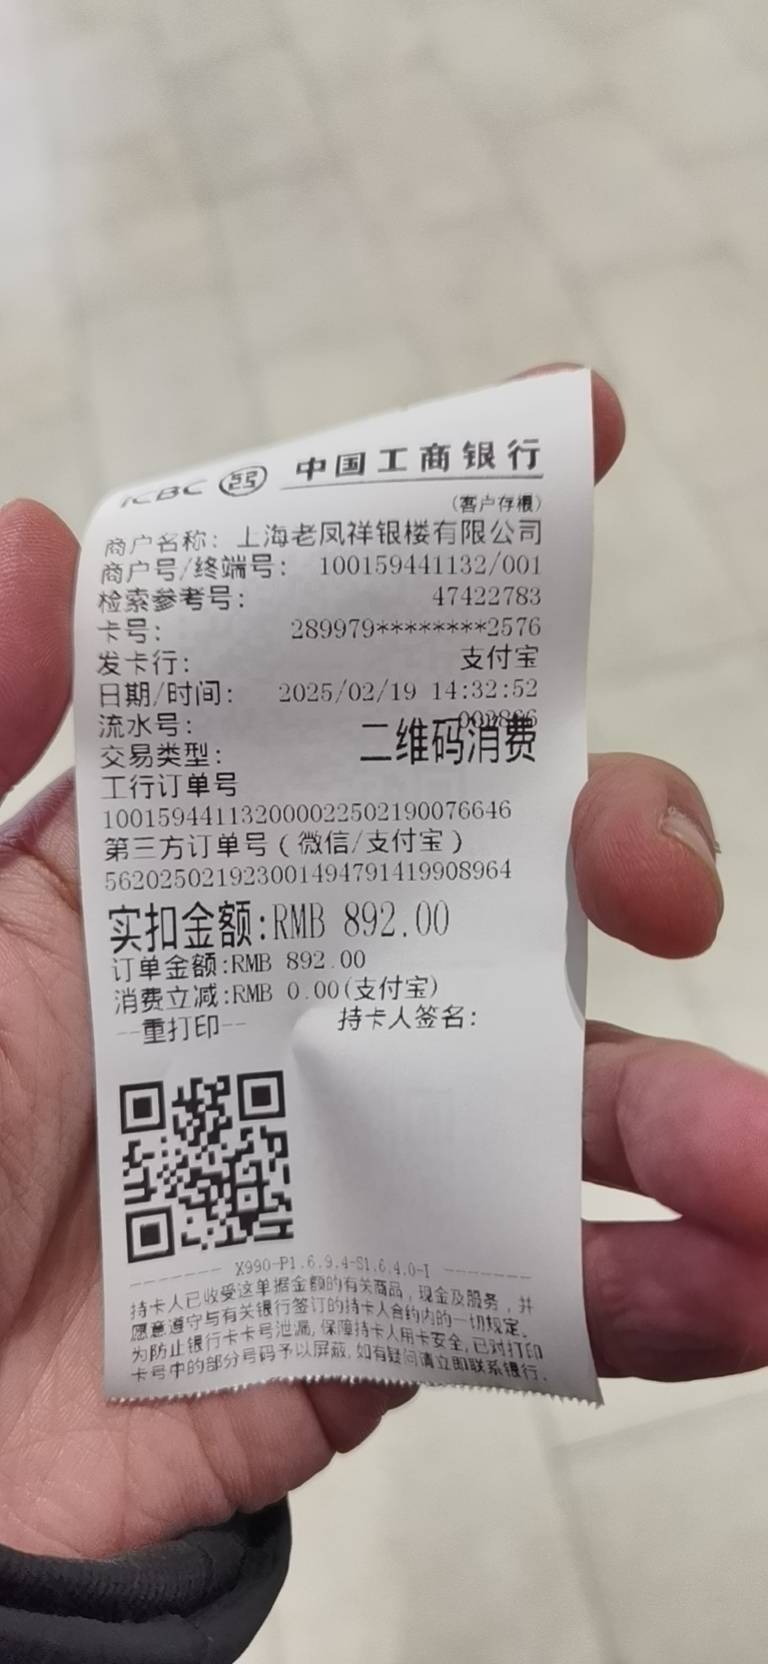 ICBC 中国工商银行
(客户存根)
商户名称: 上海老凤祥银楼有限公司
商户号/终端号: 100159441132/001
检索参考号: 47422783
卡号: 289979********2576
发卡行: 支付宝
日期/时间: 2025/02/19 14:32:52
流水号:
交易类型: 二维码消费
工行订单号
100159441132000022502190076646
第三方订单号(微信/支付宝)
56202502192300149479141990896​4
实扣金额:RMB 892.00
订单金额:RMB 892.00
消费立减:RMB 0.00(支付宝)
--重打印-- 持卡人签名:
X990-P1.6.9.4-S1.6.4.0-I
持卡人已收受这单据金额的有关商品,现金及服务,并
愿意遵守与有关银行签订的持卡人合约内的一切规定。
为防止银行卡卡号泄漏,保障持卡人用卡安全,已对打印
卡号中的部分号码予以屏蔽,如有疑问请立即联系银行.